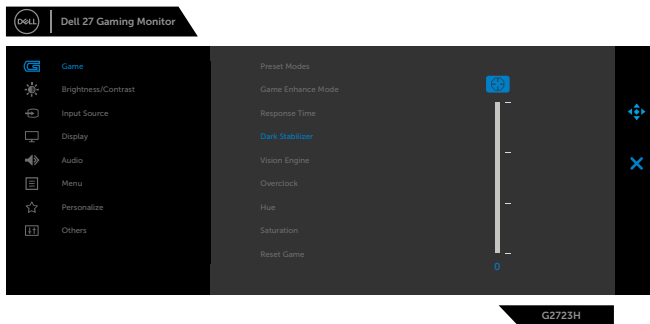 DELL
Dell 27 Gaming Monitor
Game
Brightness/Contrast
Input Source
Display
Audio
Menu
Personalize
Others
Preset Modes
Game Enhance Mode
Response Time
Dark Stabilizer
Vision Engine
Overclock
Hue
Saturation
Reset Game
0
G2723H